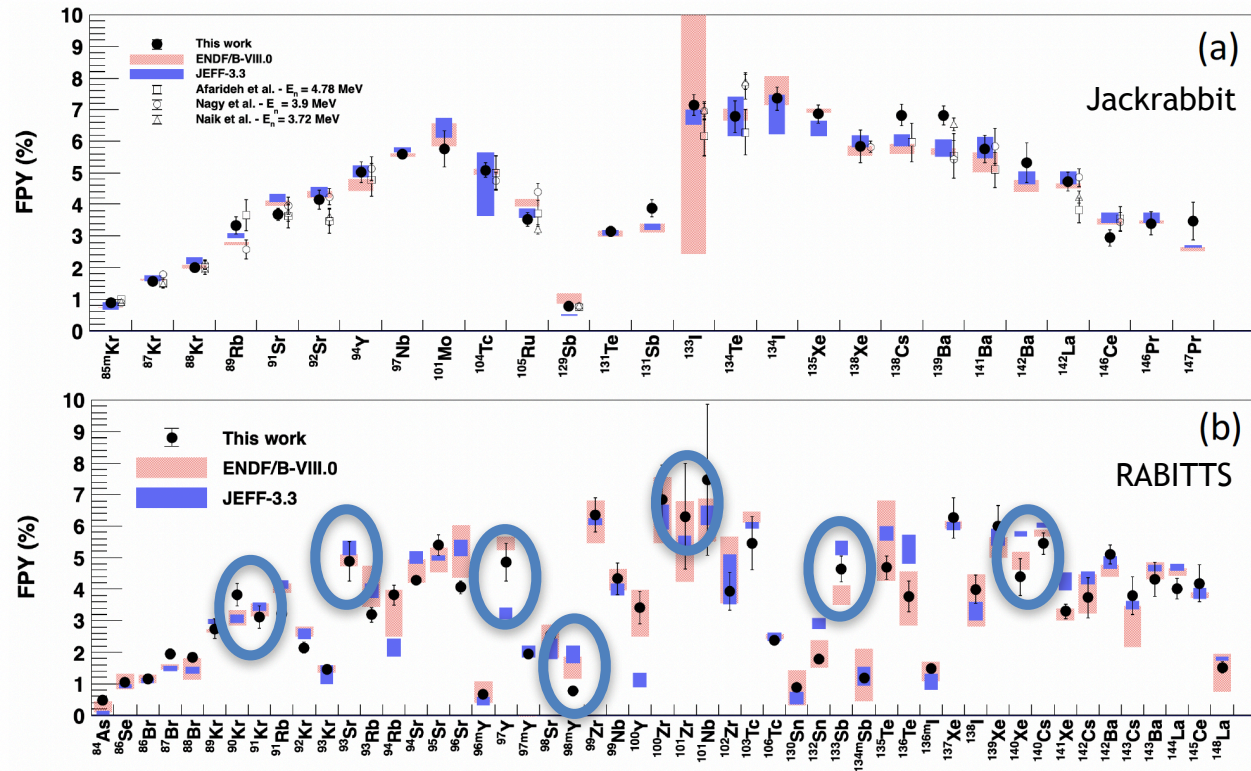 (a)
Jackrabbit
This work
ENDF/B-VIII.0
JEFF-3.3
Afarideh et al. - Eₙ = 4.78 MeV
Nagy et al. - Eₙ = 3.9 MeV
Naik et al. - Eₙ = 3.72 MeV
FPY (%)
10
9
8
7
6
5
4
3
2
1
0
⁸⁵ᵐKr
⁸⁷Kr
⁸⁸Kr
⁸⁹Rb
⁹¹Sr
⁹²Sr
⁹⁴Y
⁹⁷Nb
¹⁰¹Mo
¹⁰⁴Tc
¹⁰⁵Ru
¹²⁹Sb
¹³¹Te
¹³¹Sb
¹³³I
¹³⁴Te
¹³⁴I
¹³⁵Xe
¹³⁸Xe
¹³⁸Cs
¹³⁹Ba
¹⁴¹Ba
¹⁴²Ba
¹⁴²La
¹⁴⁶Ce
¹⁴⁶Pr
¹⁴⁷Pr
(b)
RABITTS
This work
ENDF/B-VIII.0
JEFF-3.3
FPY (%)
10
9
8
7
6
5
4
3
2
1
0
⁸⁴As
⁸⁶Se
⁸⁶Br
⁸⁷Br
⁸⁸Br
⁸⁹Kr
⁹⁰Kr
⁹¹Kr
⁹¹Rb
⁹²Kr
⁹³Kr
⁹³Sr
⁹³Rb
⁹⁴Rb
⁹⁴Sr
⁹⁵Sr
⁹⁶Sr
⁹⁶ᵐY
⁹⁷Y
⁹⁷ᵐY
⁹⁸Sr
⁹⁸ᵐY
⁹⁹Zr
⁹⁹Nb
¹⁰⁰Y
¹⁰⁰Zr
¹⁰¹Zr
¹⁰¹Nb
¹⁰²Zr
¹⁰³Tc
¹⁰⁶Tc
¹³⁰Sn
¹³²Sn
¹³³Sb
¹³⁴ᵐSb
¹³⁵Te
¹³⁶Te
¹³⁶ᵐI
¹³⁷Xe
¹³⁸I
¹³⁹Xe
¹⁴⁰Xe
¹⁴⁰Cs
¹⁴¹Xe
¹⁴²Cs
¹⁴²Ba
¹⁴³Cs
¹⁴³Ba
¹⁴⁴La
¹⁴⁵Ce
¹⁴⁸La